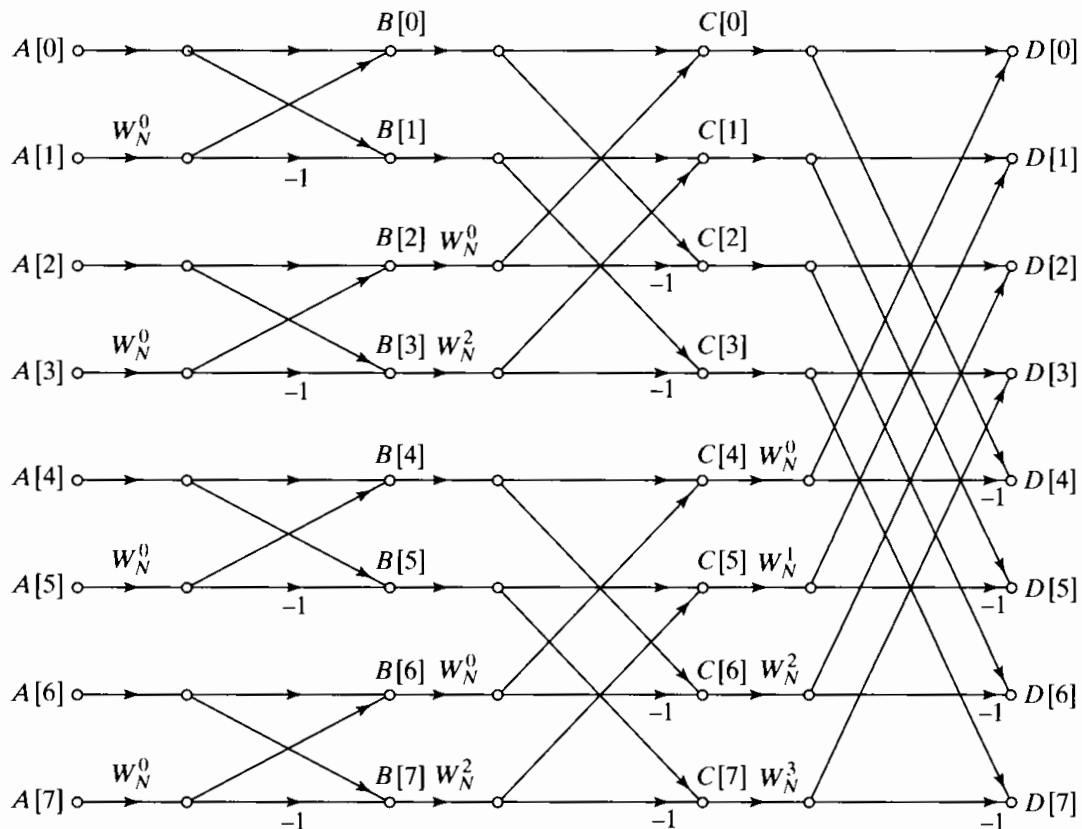 B[0] C[0]
A[0] D[0]
W_N^0 B[1] C[1]
A[1] D[1]
-1
B[2] W_N^0 C[2]
A[2] D[2]
-1
W_N^0 B[3] W_N^2 C[3]
A[3] D[3]
-1 -1
B[4] C[4] W_N^0
A[4] D[4]
-1
W_N^0 B[5] C[5] W_N^1
A[5] D[5]
-1 -1
B[6] W_N^0 C[6] W_N^2
A[6] D[6]
-1 -1
W_N^0 B[7] W_N^2 C[7] W_N^3
A[7] D[7]
-1 -1 -1